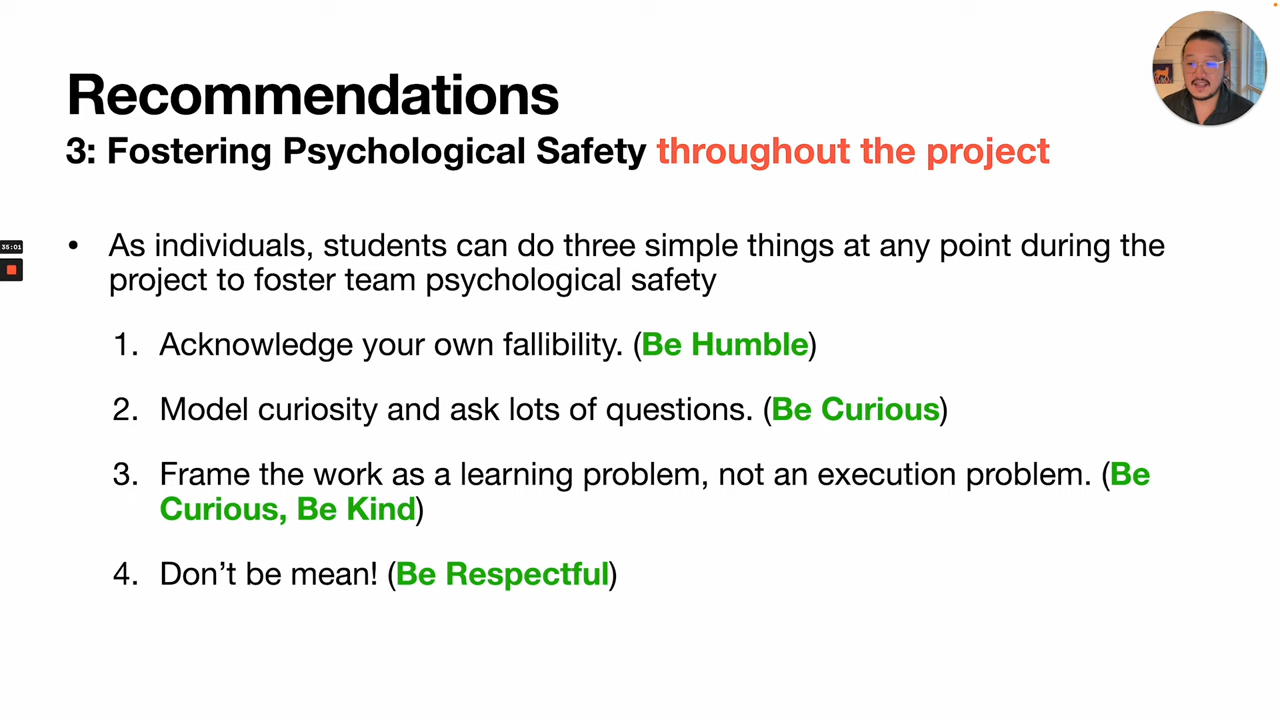 Recommendations
3: Fostering Psychological Safety throughout the project
35:01
• As individuals, students can do three simple things at any point during the
project to foster team psychological safety
1. Acknowledge your own fallibility. (Be Humble)
2. Model curiosity and ask lots of questions. (Be Curious)
3. Frame the work as a learning problem, not an execution problem. (Be
Curious, Be Kind)
4. Don’t be mean! (Be Respectful)